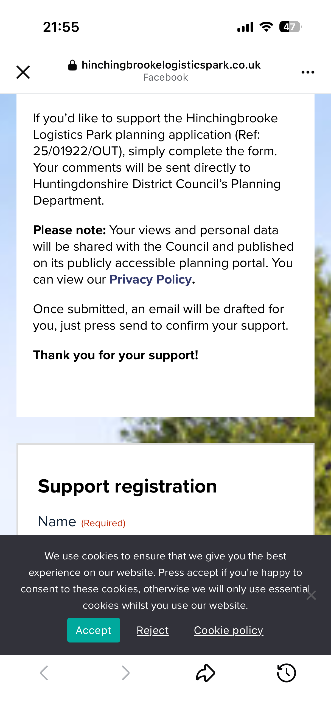 21:55
47
hinchingbrookelogisticspark.co.uk
Facebook
If you'd like to support the Hinchingbrooke
Logistics Park planning application (Ref:
25/01922/OUT), simply complete the form.
Your comments will be sent directly to
Huntingdonshire District Council's Planning
Department.
Please note: Your views and personal data
will be shared with the Council and published
on its publicly accessible planning portal. You
can view our Privacy Policy.
Once submitted, an email will be drafted for
you, just press send to confirm your support.
Thank you for your support!
Support registration
Name (Required)
We use cookies to ensure that we give you the best
experience on our website. Press accept if you're happy to
consent to these cookies, otherwise we will only use essential
cookies whilst you use our website.
Accept Reject Cookie policy